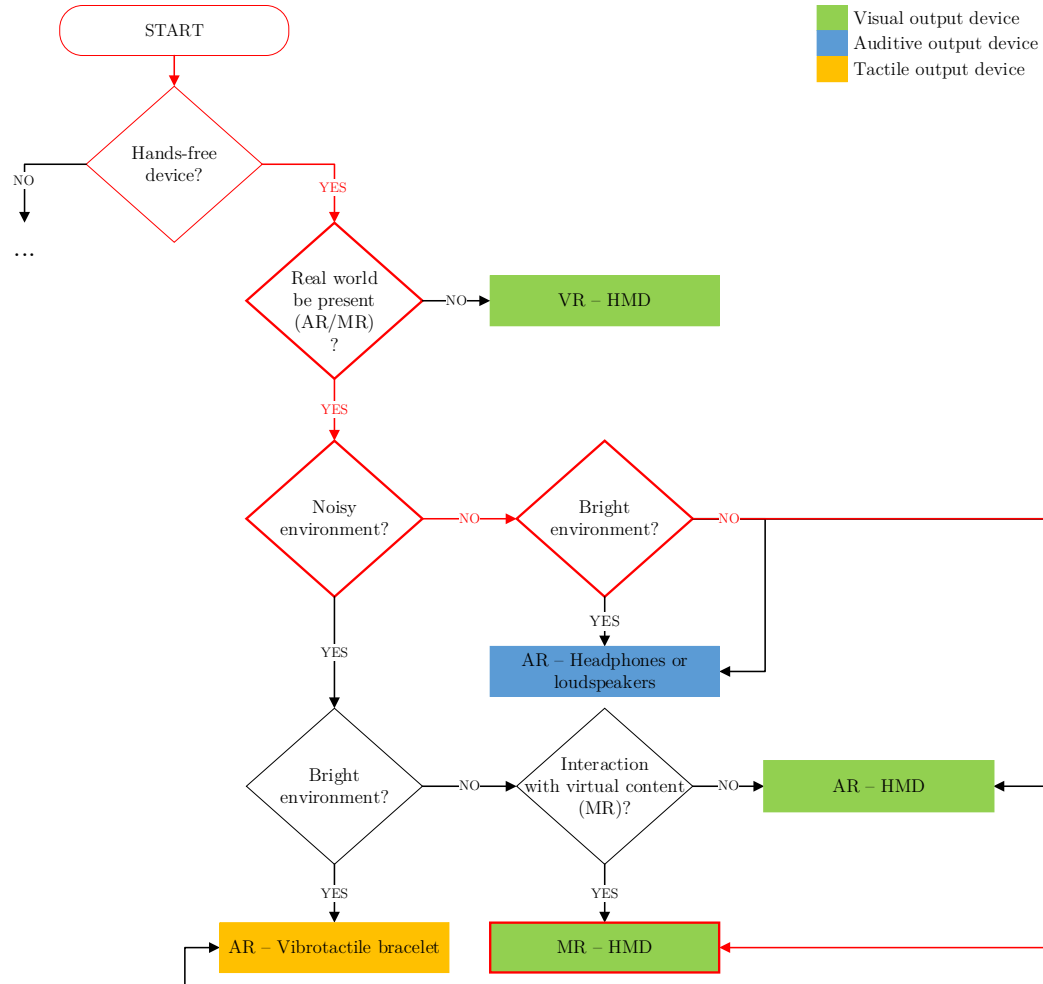 START
Visual output device
Auditive output device
Tactile output device
Hands-free
device?
NO
YES
...
Real world
be present
(AR/MR)
?
NO
VR – HMD
YES
Noisy
environment?
NO
Bright
environment?
NO
YES
YES
AR – Headphones or
loudspeakers
Bright
environment?
NO
Interaction
with virtual content
(MR)?
NO
AR – HMD
YES
YES
AR – Vibrotactile bracelet
MR – HMD